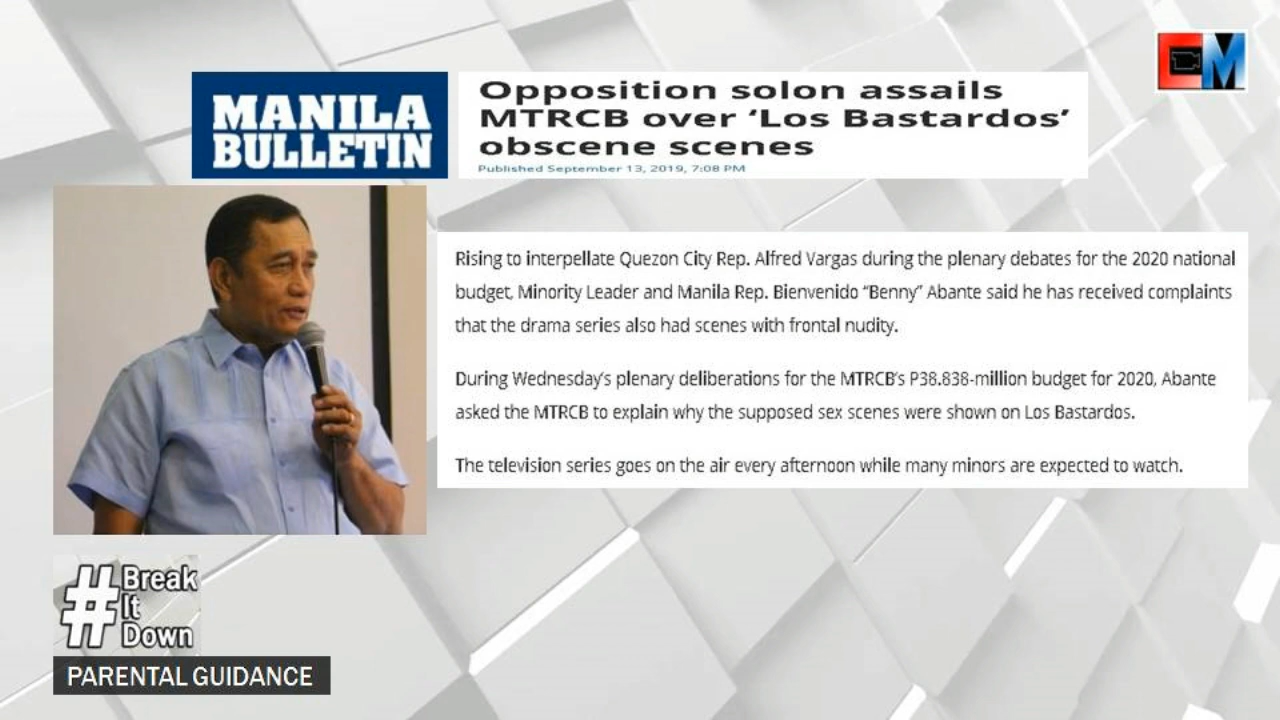 MANILA
BULLETIN
Opposition solon assails
MTRCB over ‘Los Bastardos’
obscene scenes
Published September 13, 2019, 7:08 PM
Rising to interpellate Quezon City Rep. Alfred Vargas during the plenary debates for the 2020 national
budget, Minority Leader and Manila Rep. Bienvenido “Benny” Abante said he has received complaints
that the drama series also had scenes with frontal nudity.
During Wednesday’s plenary deliberations for the MTRCB’s P38.838-million budget for 2020, Abante
asked the MTRCB to explain why the supposed sex scenes were shown on Los Bastardos.
The television series goes on the air every afternoon while many minors are expected to watch.
#Break
It
Down
PARENTAL GUIDANCE